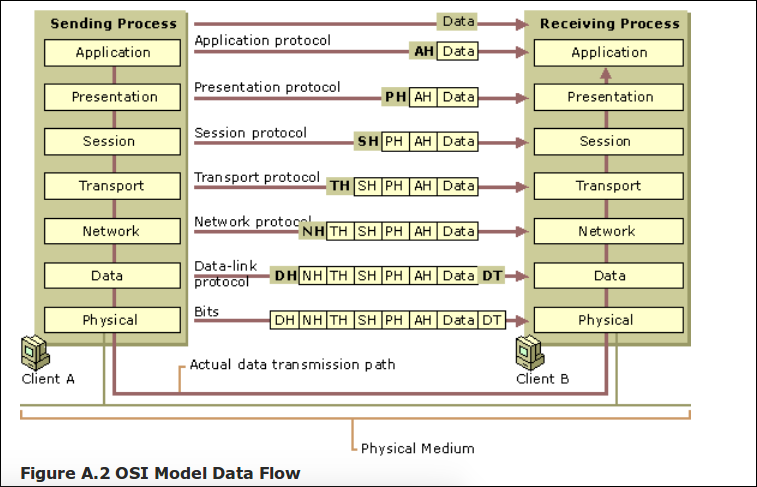 Sending Process
Data
Receiving Process
Application
Application protocol
AH Data
Application
Presentation
Presentation protocol
PH AH Data
Presentation
Session
Session protocol
SH PH AH Data
Session
Transport
Transport protocol
TH SH PH AH Data
Transport
Network
Network protocol
NH TH SH PH AH Data
Network
Data
Data-link
protocol
DH NH TH SH PH AH Data DT
Data
Physical
Bits
DH NH TH SH PH AH Data DT
Physical
Client A
Actual data transmission path
Client B
Physical Medium
Figure A.2 OSI Model Data Flow